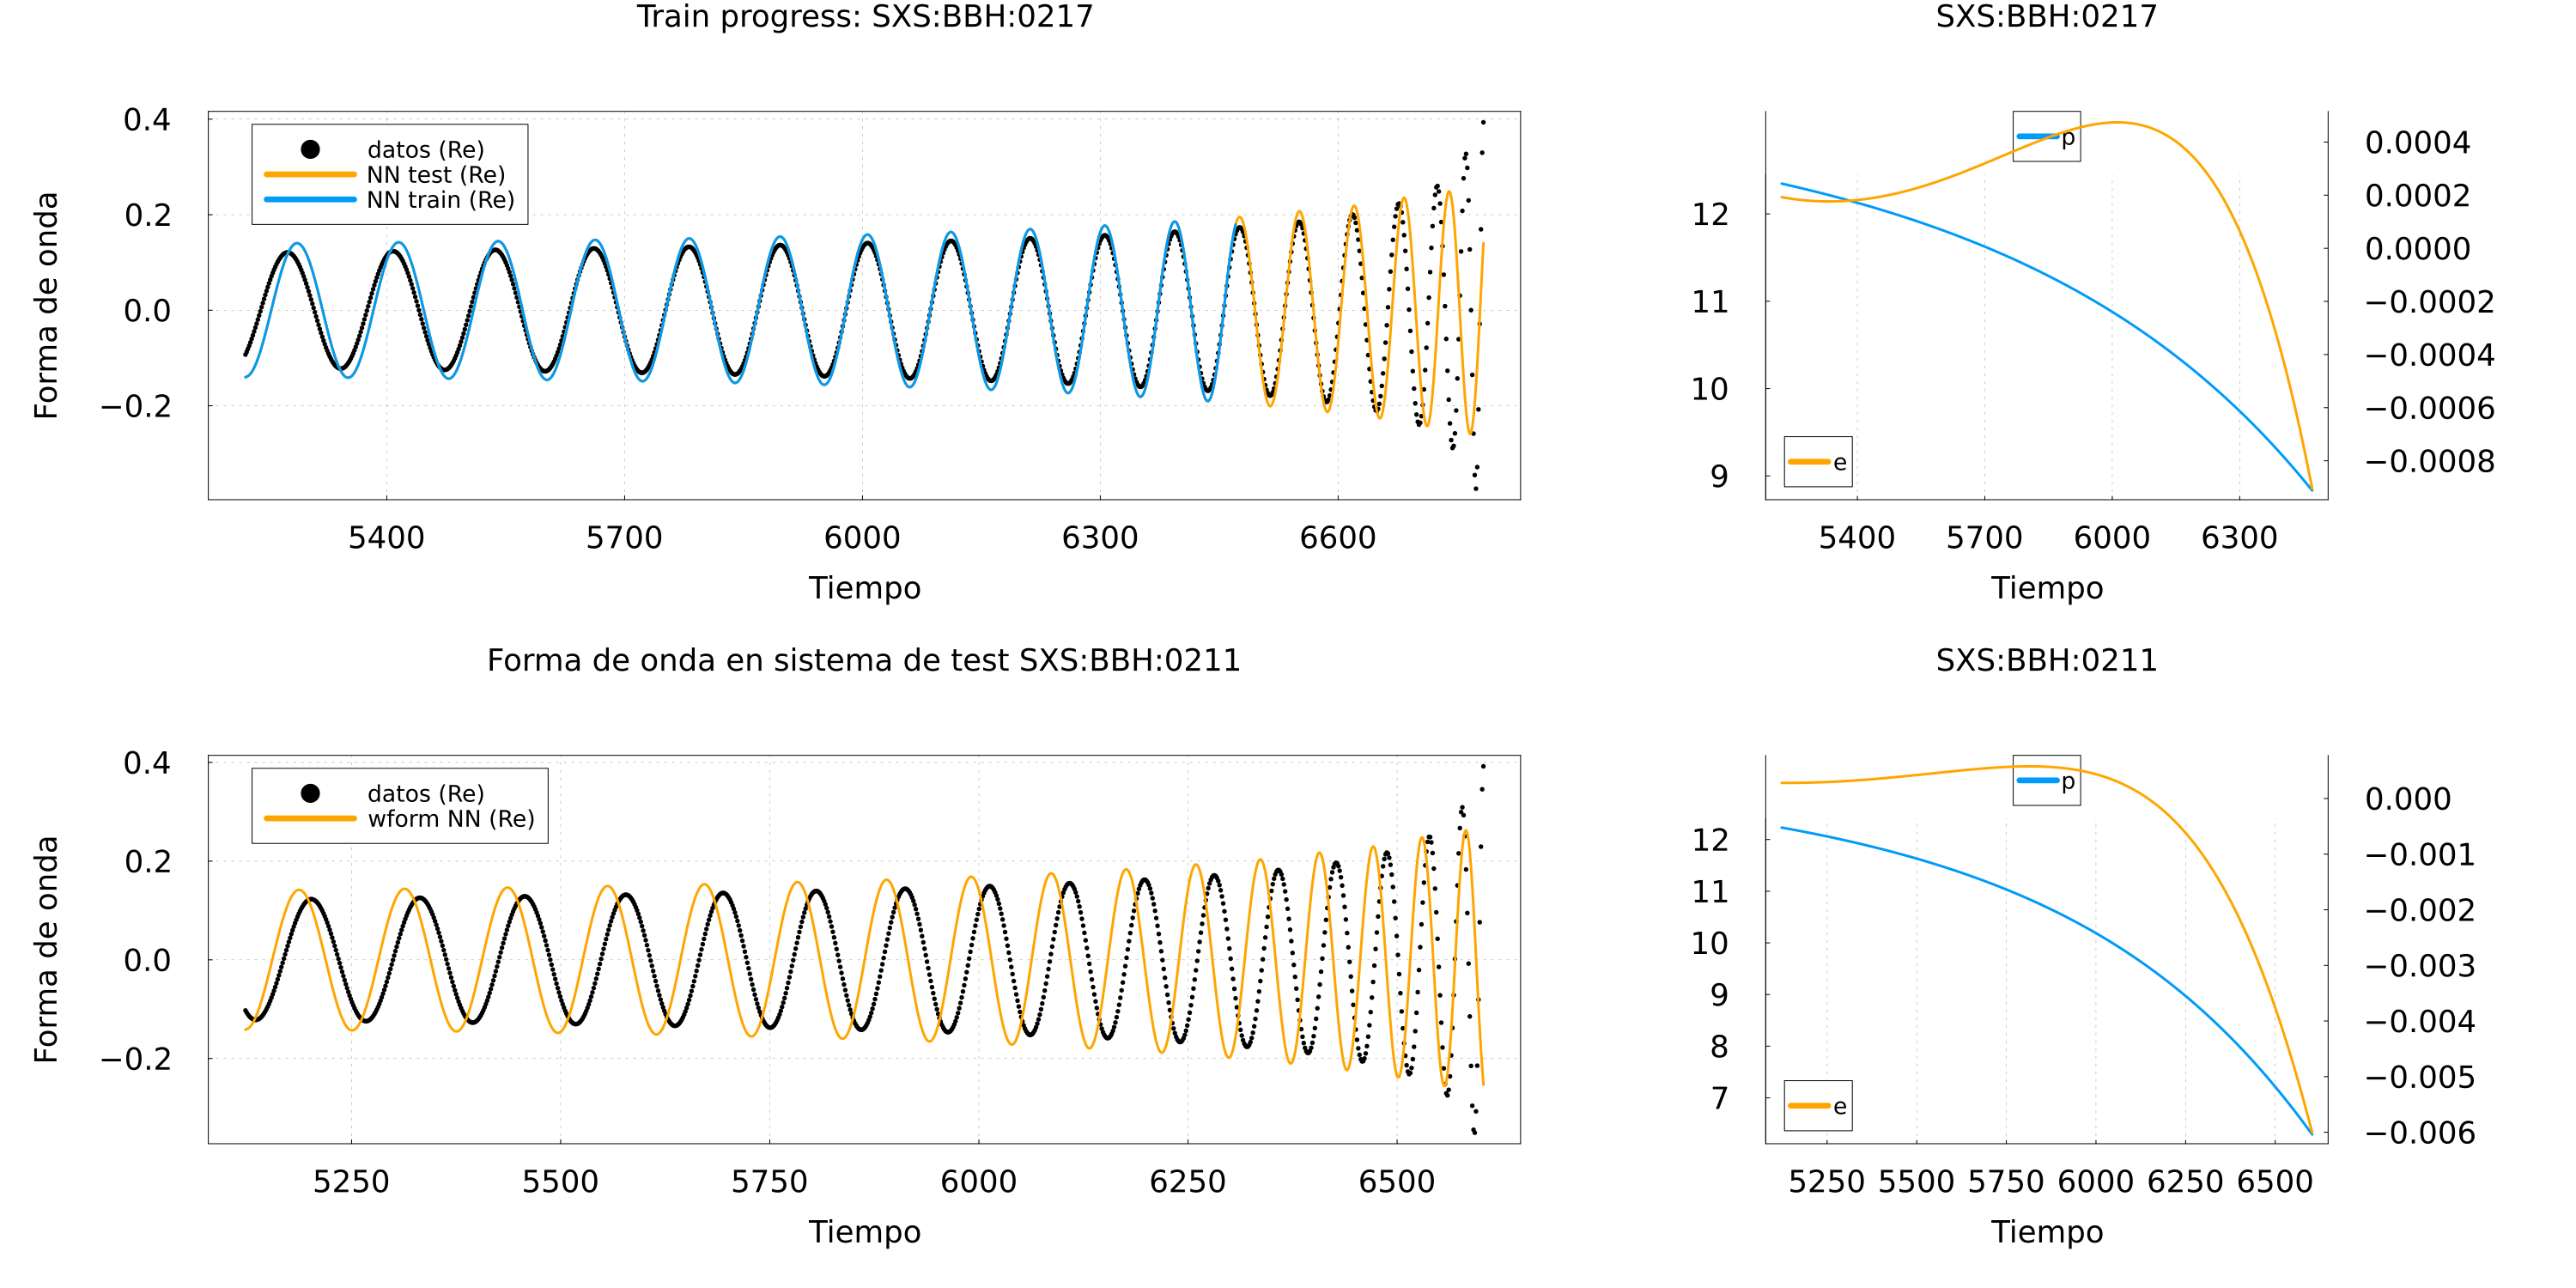 Train progress: SXS:BBH:0217
0.4
0.2
0.0
−0.2
Forma de onda
datos (Re)
NN test (Re)
NN train (Re)
5400 5700 6000 6300 6600
Tiempo
SXS:BBH:0217
12
11
10
9
p
e
0.0004
0.0002
0.0000
−0.0002
−0.0004
−0.0006
−0.0008
5400 5700 6000 6300
Tiempo
Forma de onda en sistema de test SXS:BBH:0211
0.4
0.2
0.0
−0.2
Forma de onda
datos (Re)
wform NN (Re)
5250 5500 5750 6000 6250 6500
Tiempo
SXS:BBH:0211
12
11
10
9
8
7
p
e
0.000
−0.001
−0.002
−0.003
−0.004
−0.005
−0.006
5250 5500 5750 6000 6250 6500
Tiempo